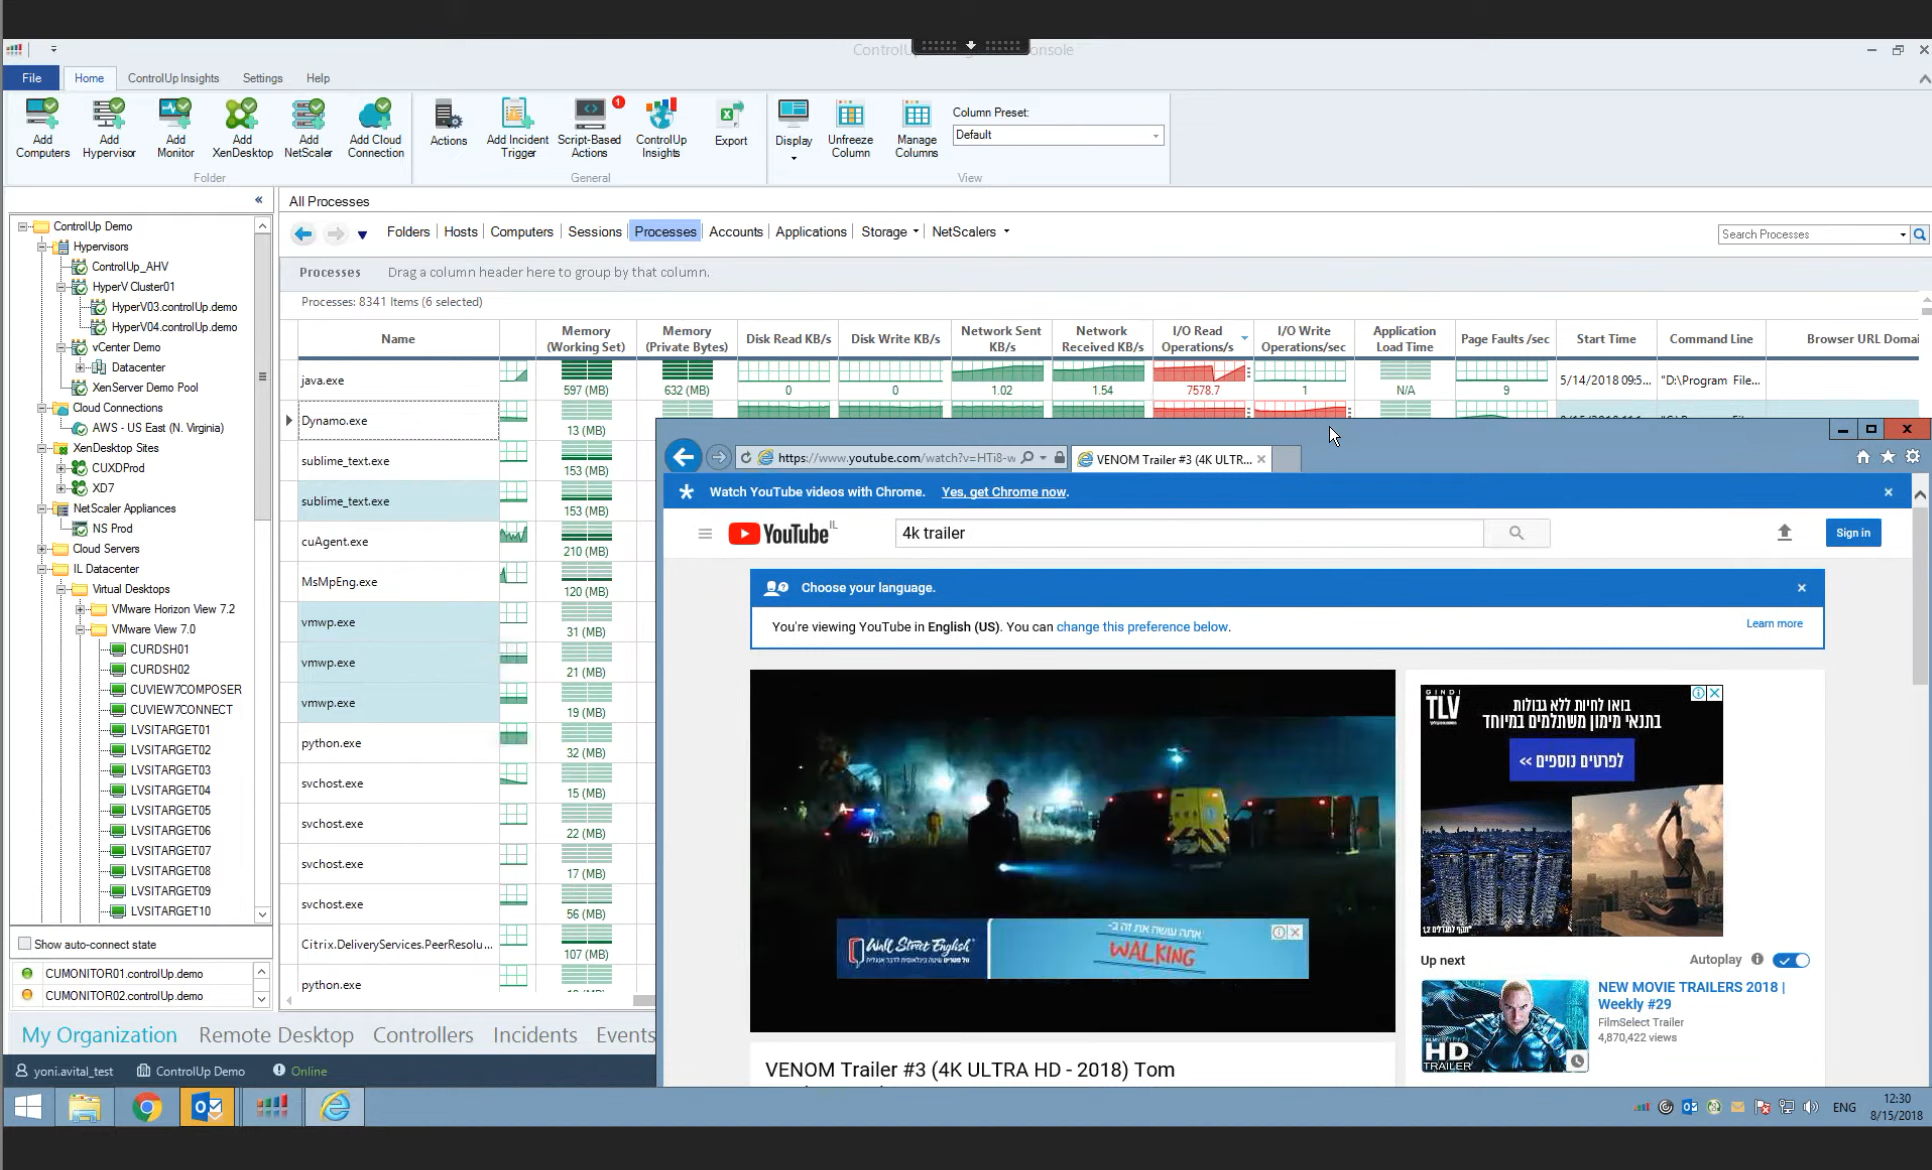 ControlU
onsole
File
Home
ControlUp Insights
Settings
Help
Add Computers
Add Hypervisor
Add Monitor
Add XenDesktop
Add NetScaler
Add Cloud Connection
Folder
Actions
Add Incident Trigger
1
Script-Based Actions
ControlUp Insights
Export
General
Display
Unfreeze Column
Manage Columns
Column Preset:
Default
View
«
ControlUp Demo
Hypervisors
ControlUp_AHV
HyperV Cluster01
HyperV03.controlUp.demo
HyperV04.controlUp.demo
vCenter Demo
Datacenter
XenServer Demo Pool
Cloud Connections
AWS - US East (N. Virginia)
XenDesktop Sites
CUXDProd
XD7
NetScaler Appliances
NS Prod
Cloud Servers
IL Datacenter
Virtual Desktops
VMware Horizon View 7.2
VMware View 7.0
CURDSH01
CURDSH02
CUVIEW7COMPOSER
CUVIEW7CONNECT
LVSITARGET01
LVSITARGET02
LVSITARGET03
LVSITARGET04
LVSITARGET05
LVSITARGET06
LVSITARGET07
LVSITARGET08
LVSITARGET09
LVSITARGET10
Show auto-connect state
CUMONITOR01.controlUp.demo
CUMONITOR02.controlUp.demo
All Processes
Folders | Hosts | Computers | Sessions | Processes | Accounts | Applications | Storage | NetScalers
Search Processes
Processes Drag a column header here to group by that column.
Processes: 8341 Items (6 selected)
Name
Memory (Working Set)
Memory (Private Bytes)
Disk Read KB/s
Disk Write KB/s
Network Sent KB/s
Network Received KB/s
I/O Read Operations/s
I/O Write Operations/sec
Application Load Time
Page Faults /sec
Start Time
Command Line
Browser URL Domai
java.exe 597 (MB) 632 (MB) 0 0 1.02 1.54 7578.7 1 N/A 9 5/14/2018 09:5... "D:\Program File...
Dynamo.exe 13 (MB)
sublime_text.exe 153 (MB)
sublime_text.exe 153 (MB)
cuAgent.exe 210 (MB)
MsMpEng.exe 120 (MB)
vmwp.exe 31 (MB)
vmwp.exe 21 (MB)
vmwp.exe 19 (MB)
python.exe 32 (MB)
svchost.exe 15 (MB)
svchost.exe 22 (MB)
svchost.exe 17 (MB)
svchost.exe 56 (MB)
Citrix.DeliveryServices.PeerResolu... 107 (MB)
python.exe
https://www.youtube.com/watch?v=HTi8-w
VENOM Trailer #3 (4K ULTR...
Watch YouTube videos with Chrome. Yes, get Chrome now.
YouTube IL
4k trailer
Sign in
Choose your language.
You're viewing YouTube in English (US). You can change this preference below.
Learn more
GINDI
TLV
בואו לחיות ללא גבולות
בתנאי מימון משתלמים במיוחד
לפרטים נוספים >>
Wall Street English
אתה עושה את זה ב-
WALKING
VENOM Trailer #3 (4K ULTRA HD - 2018) Tom
Up next
Autoplay
HD
TRAILER
NEW MOVIE TRAILERS 2018 |
Weekly #29
FilmSelect Trailer
4,870,422 views
My Organization
Remote Desktop
Controllers
Incidents
Events
yoni.avital_test
ControlUp Demo
Online
ENG
12:30
8/15/2018